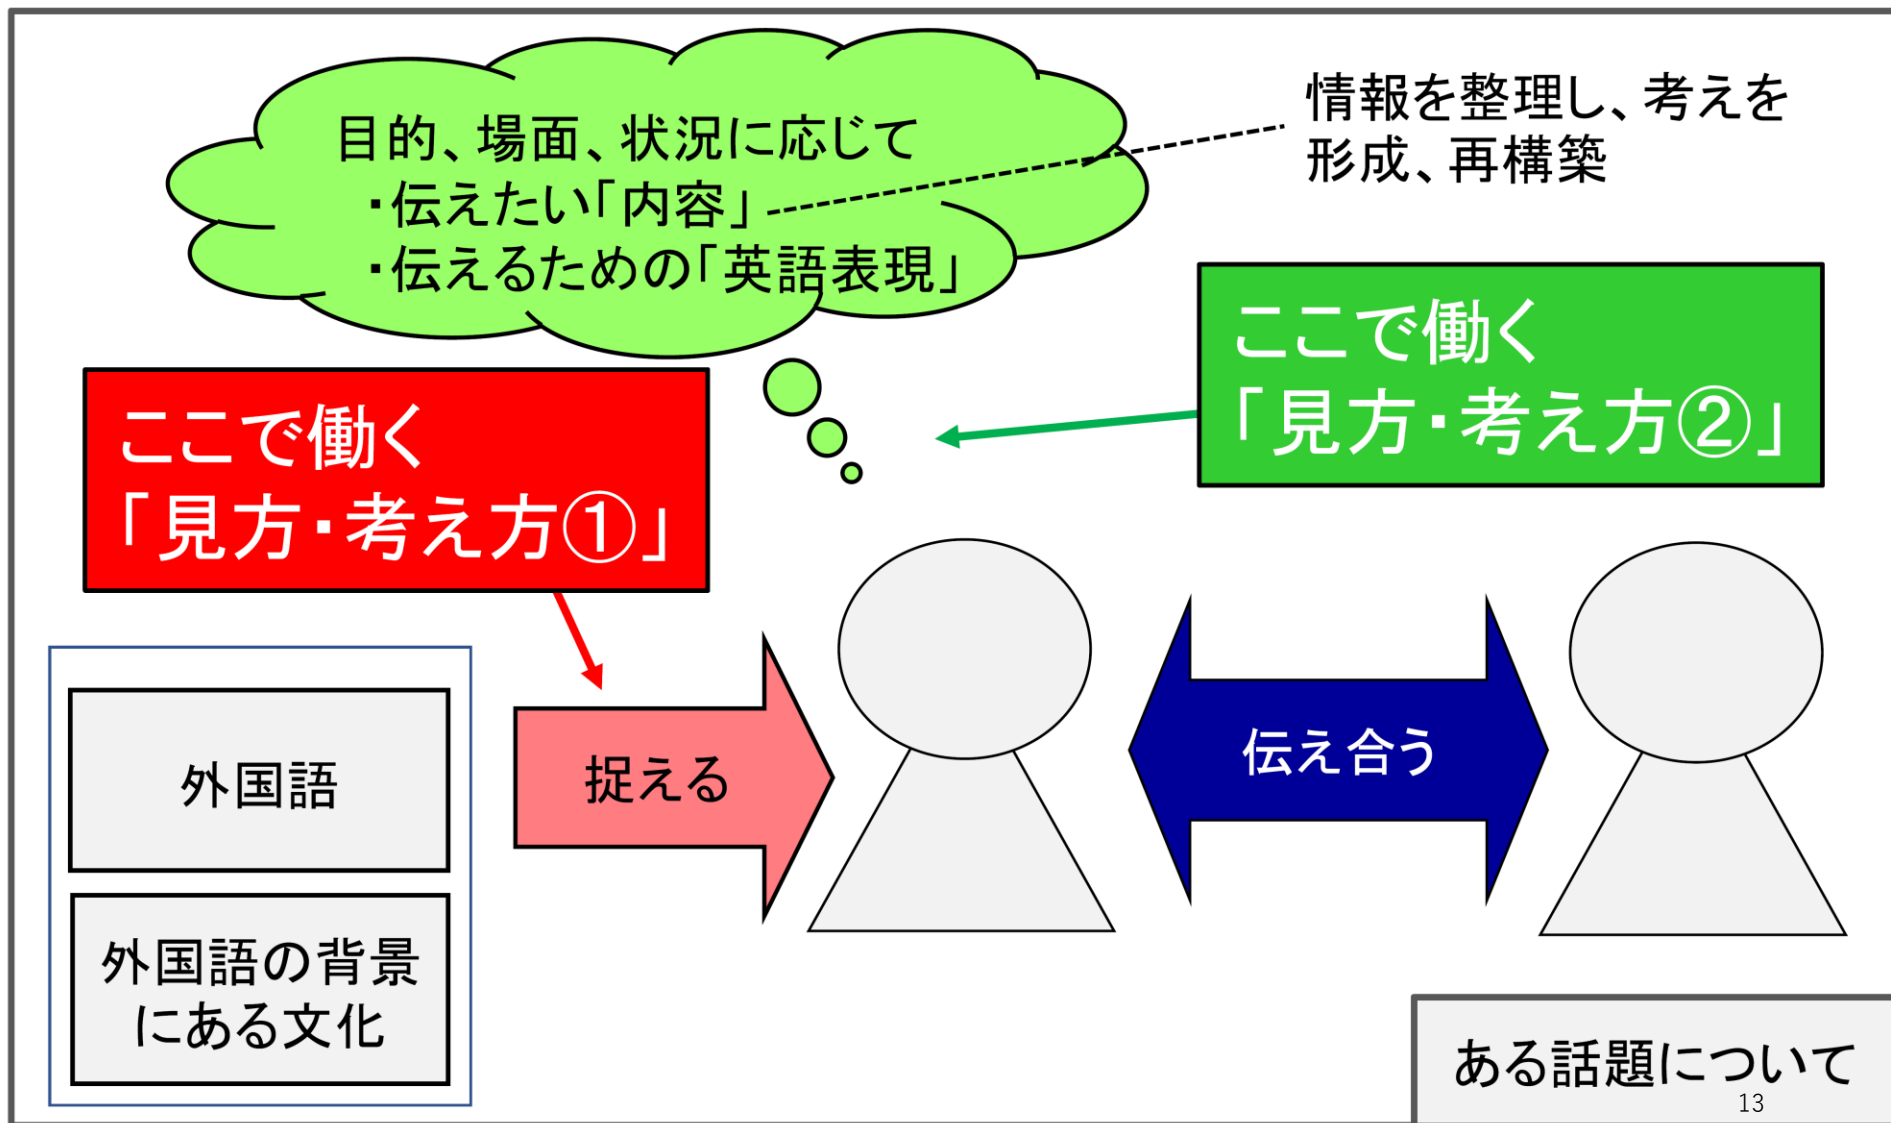 目的、場面、状況に応じて
・伝えたい「内容」
・伝えるための「英語表現」
情報を整理し、考えを
形成、再構築
ここで働く
「見方・考え方②」
ここで働く
「見方・考え方①」
外国語
外国語の背景
にある文化
捉える
伝え合う
ある話題について
13